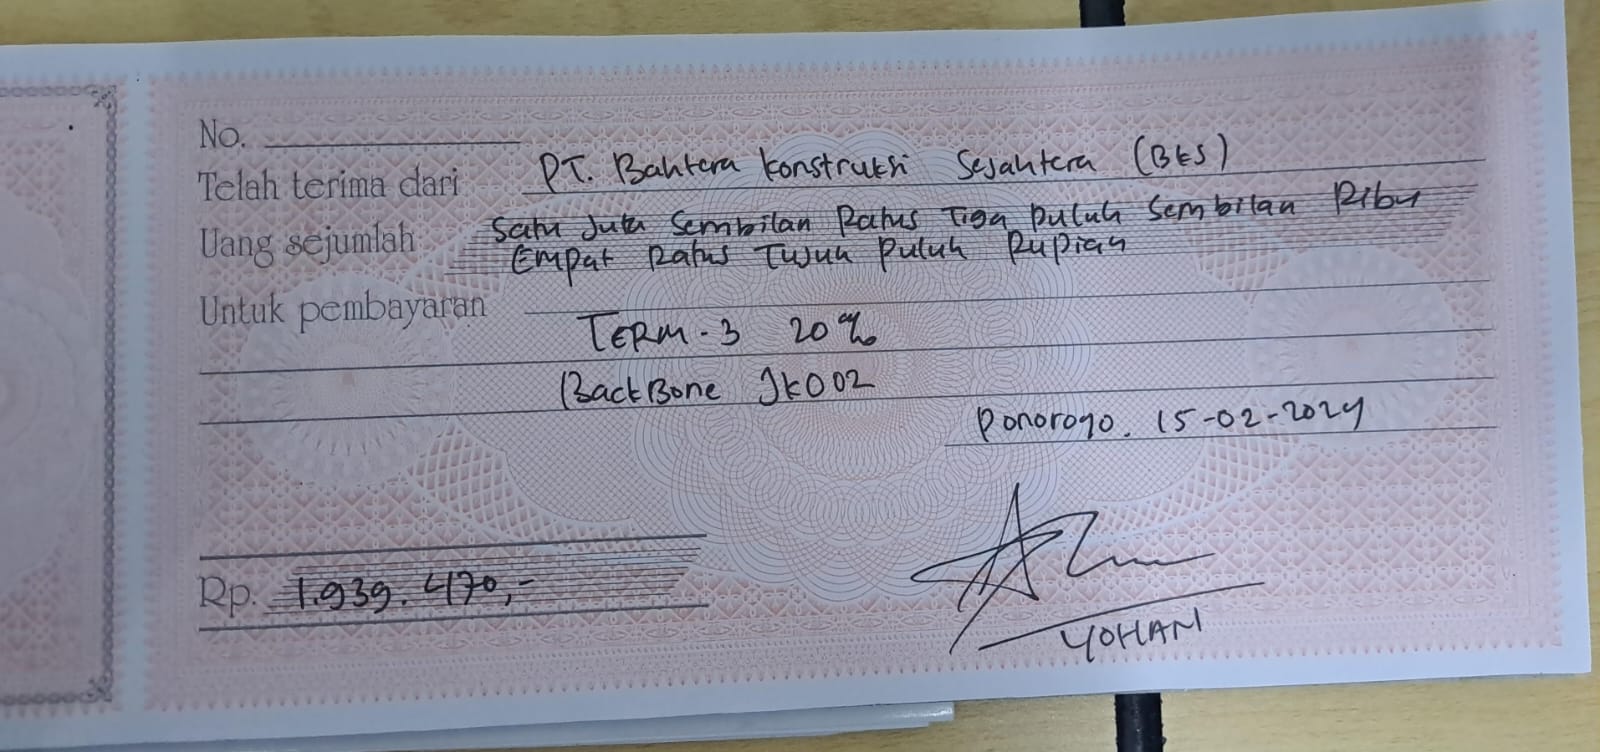 No.
Telah terima dari PT. Bahtera Konstruksi Sejahtera (BKS)
Uang sejumlah Satu Juta Sembilan Ratus Tiga Puluh Sembilan Ribu
Empat Ratus Tujuh Puluh Rupiah
Untuk pembayaran
TERM-3 20%
BackBone JK002
Ponorogo. 15-02-2024
Rp. 1.939.470,-
YOHAN